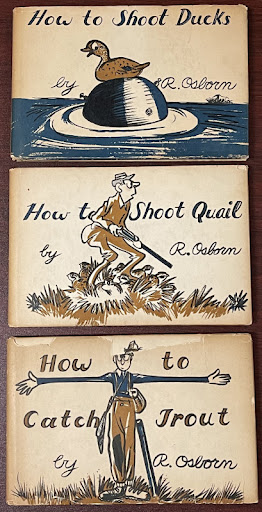 How to Shoot Ducks
by R. Osborn
How to Shoot Quail
by R. Osborn
How to
Catch Trout
by R. Osborn